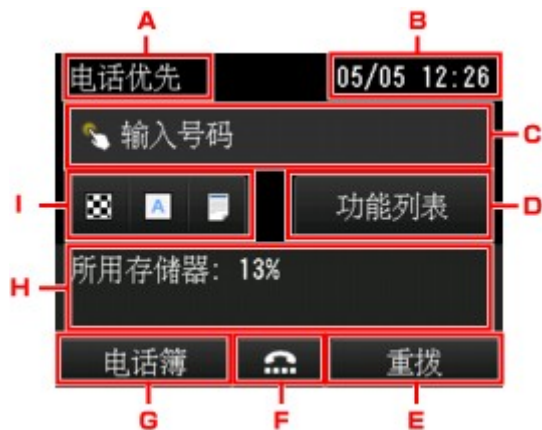 A B
电话优先 05/05 12:26
输入号码 C
I A 功能列表 D
H 所用存储器: 13%
电话簿 重拨
G F E